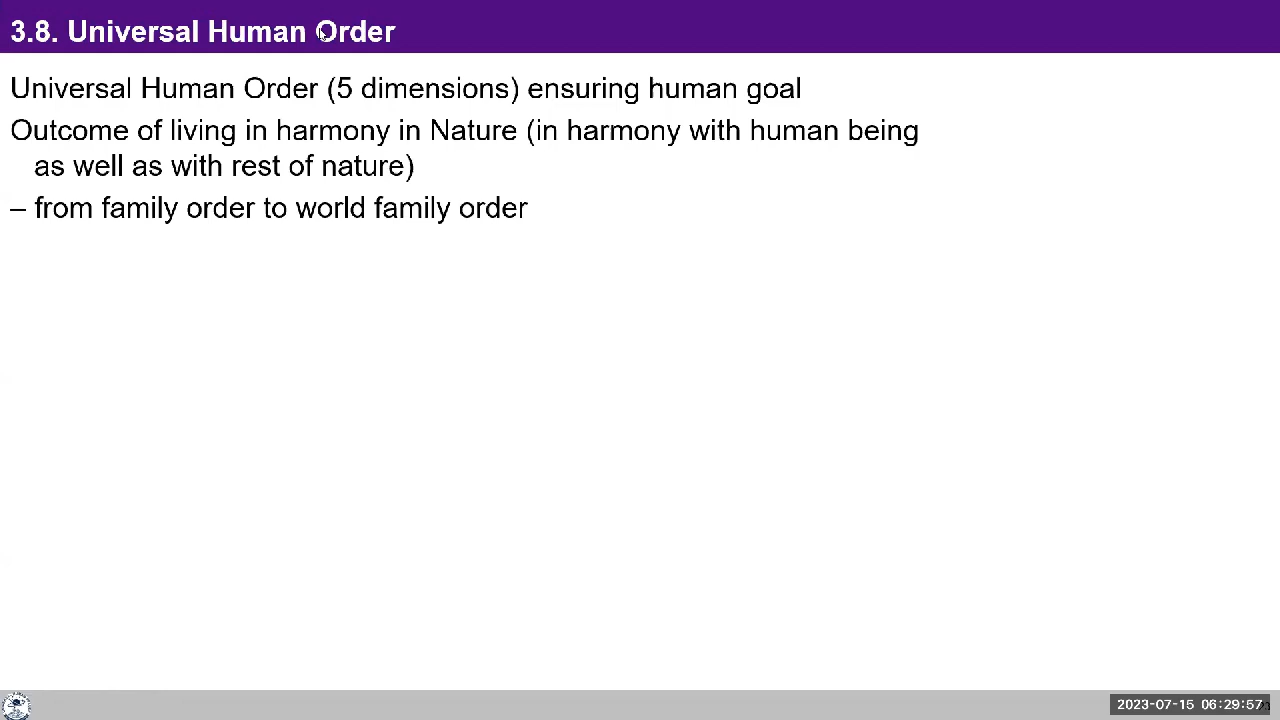 3.8. Universal Human Order
Universal Human Order (5 dimensions) ensuring human goal
Outcome of living in harmony in Nature (in harmony with human being
as well as with rest of nature)
– from family order to world family order
2023-07-15 06:29:57